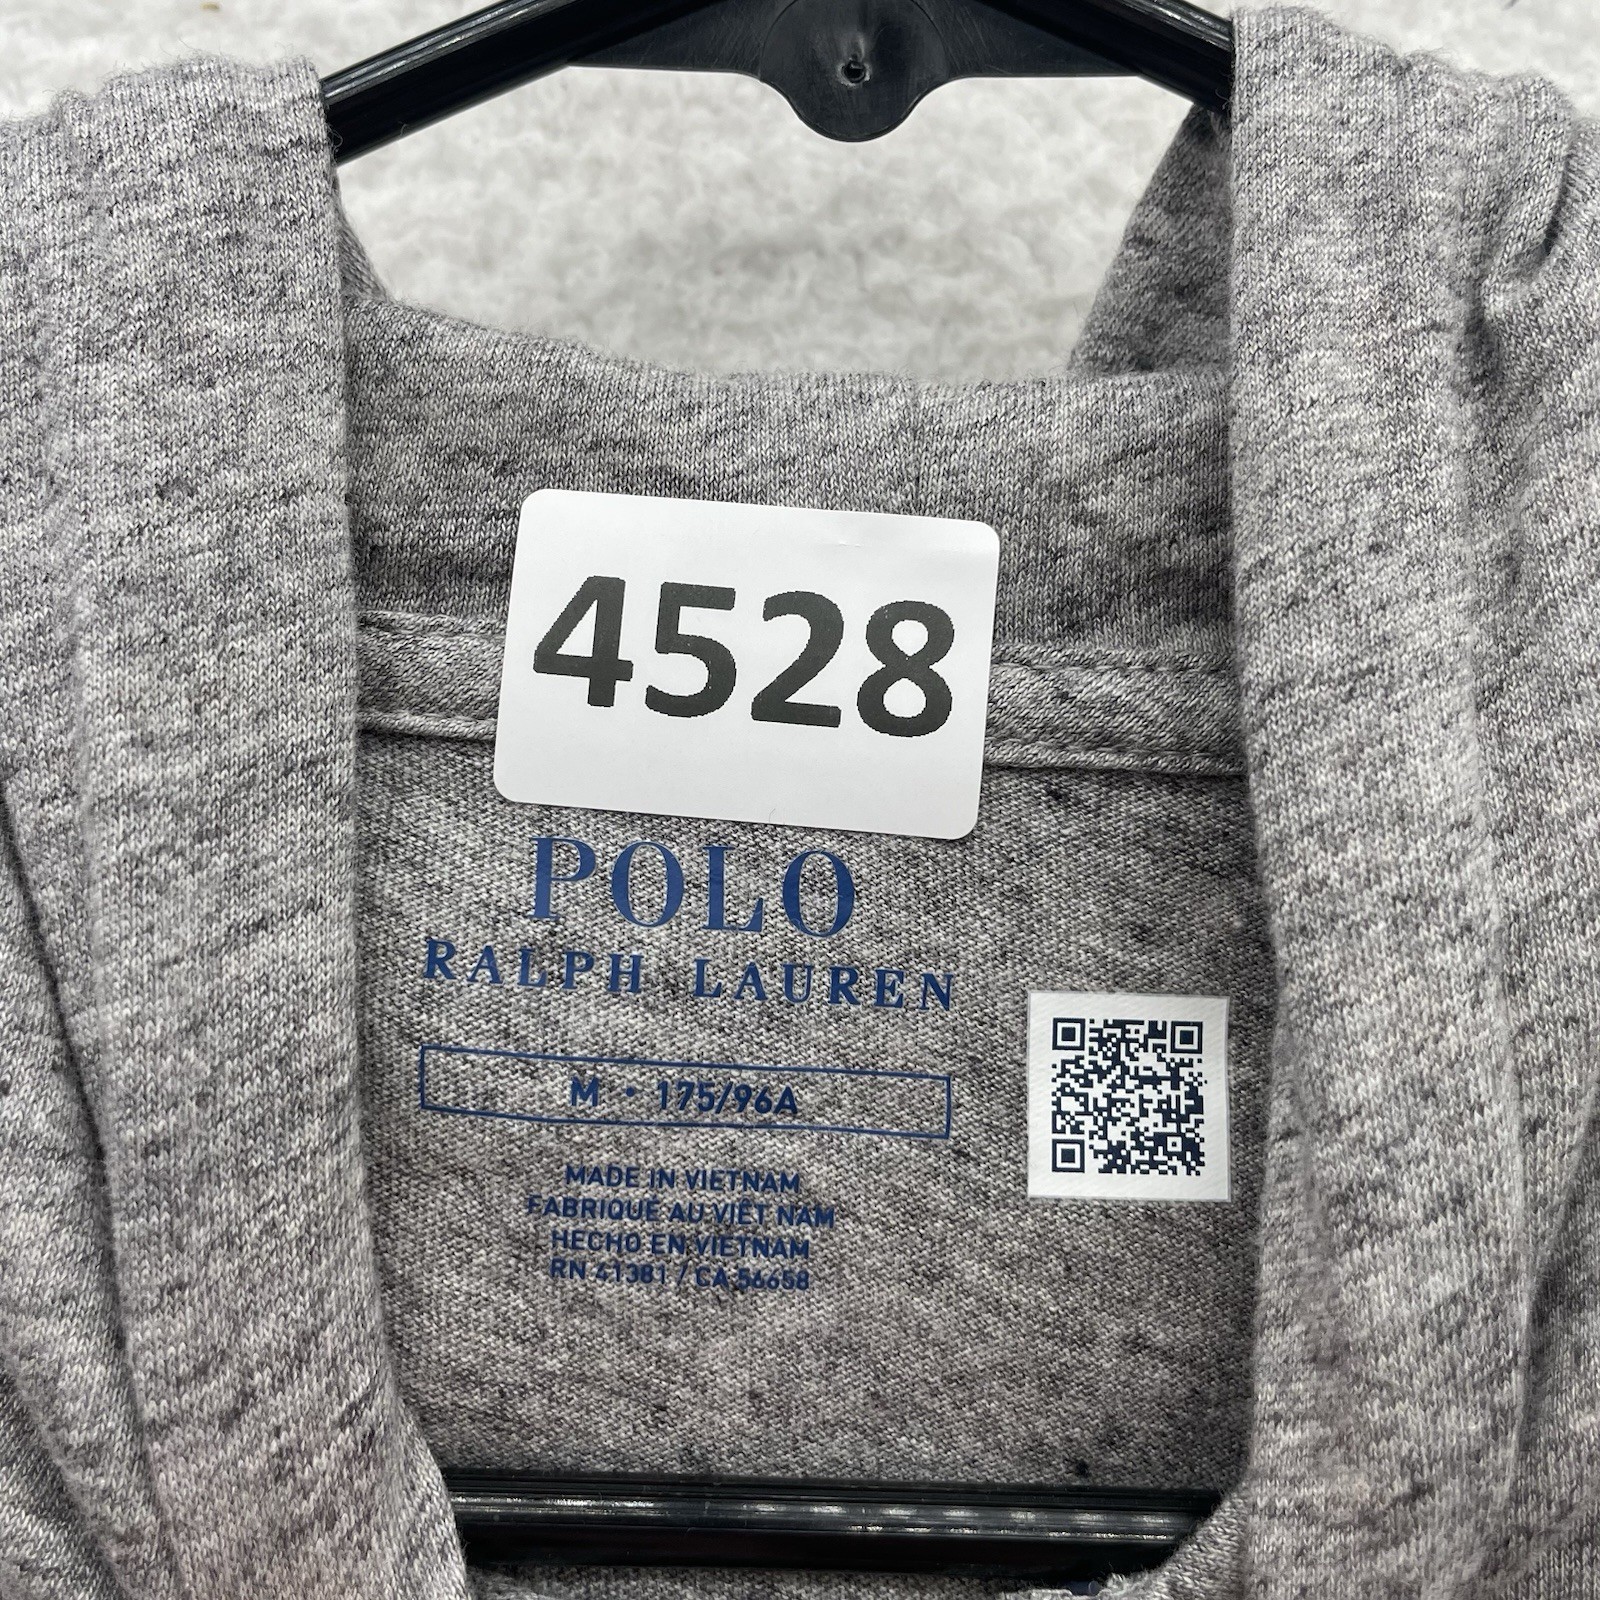 4528
POLO
RALPH LAUREN
M • 175/96A
MADE IN VIETNAM
FABRIQUÉ AU VIÊT NAM
HECHO EN VIETNAM
RN 41381 / CA 56658